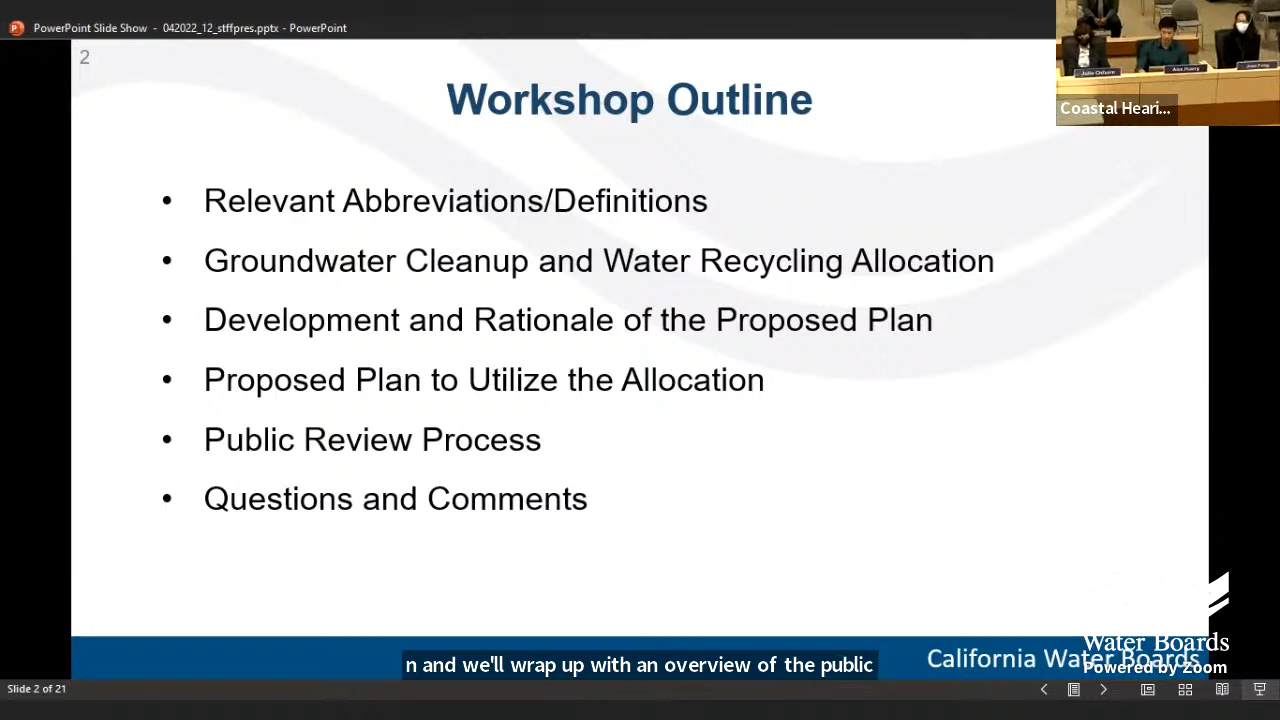 PowerPoint Slide Show - 042022_12_stffpres.pptx - PowerPoint
2
Workshop Outline
Coastal Heari...
• Relevant Abbreviations/Definitions
• Groundwater Cleanup and Water Recycling Allocation
• Development and Rationale of the Proposed Plan
• Proposed Plan to Utilize the Allocation
• Public Review Process
• Questions and Comments
Water Boards
n and we'll wrap up with an overview of the public
California Water Boards
Powered by Zoom
Slide 2 of 21